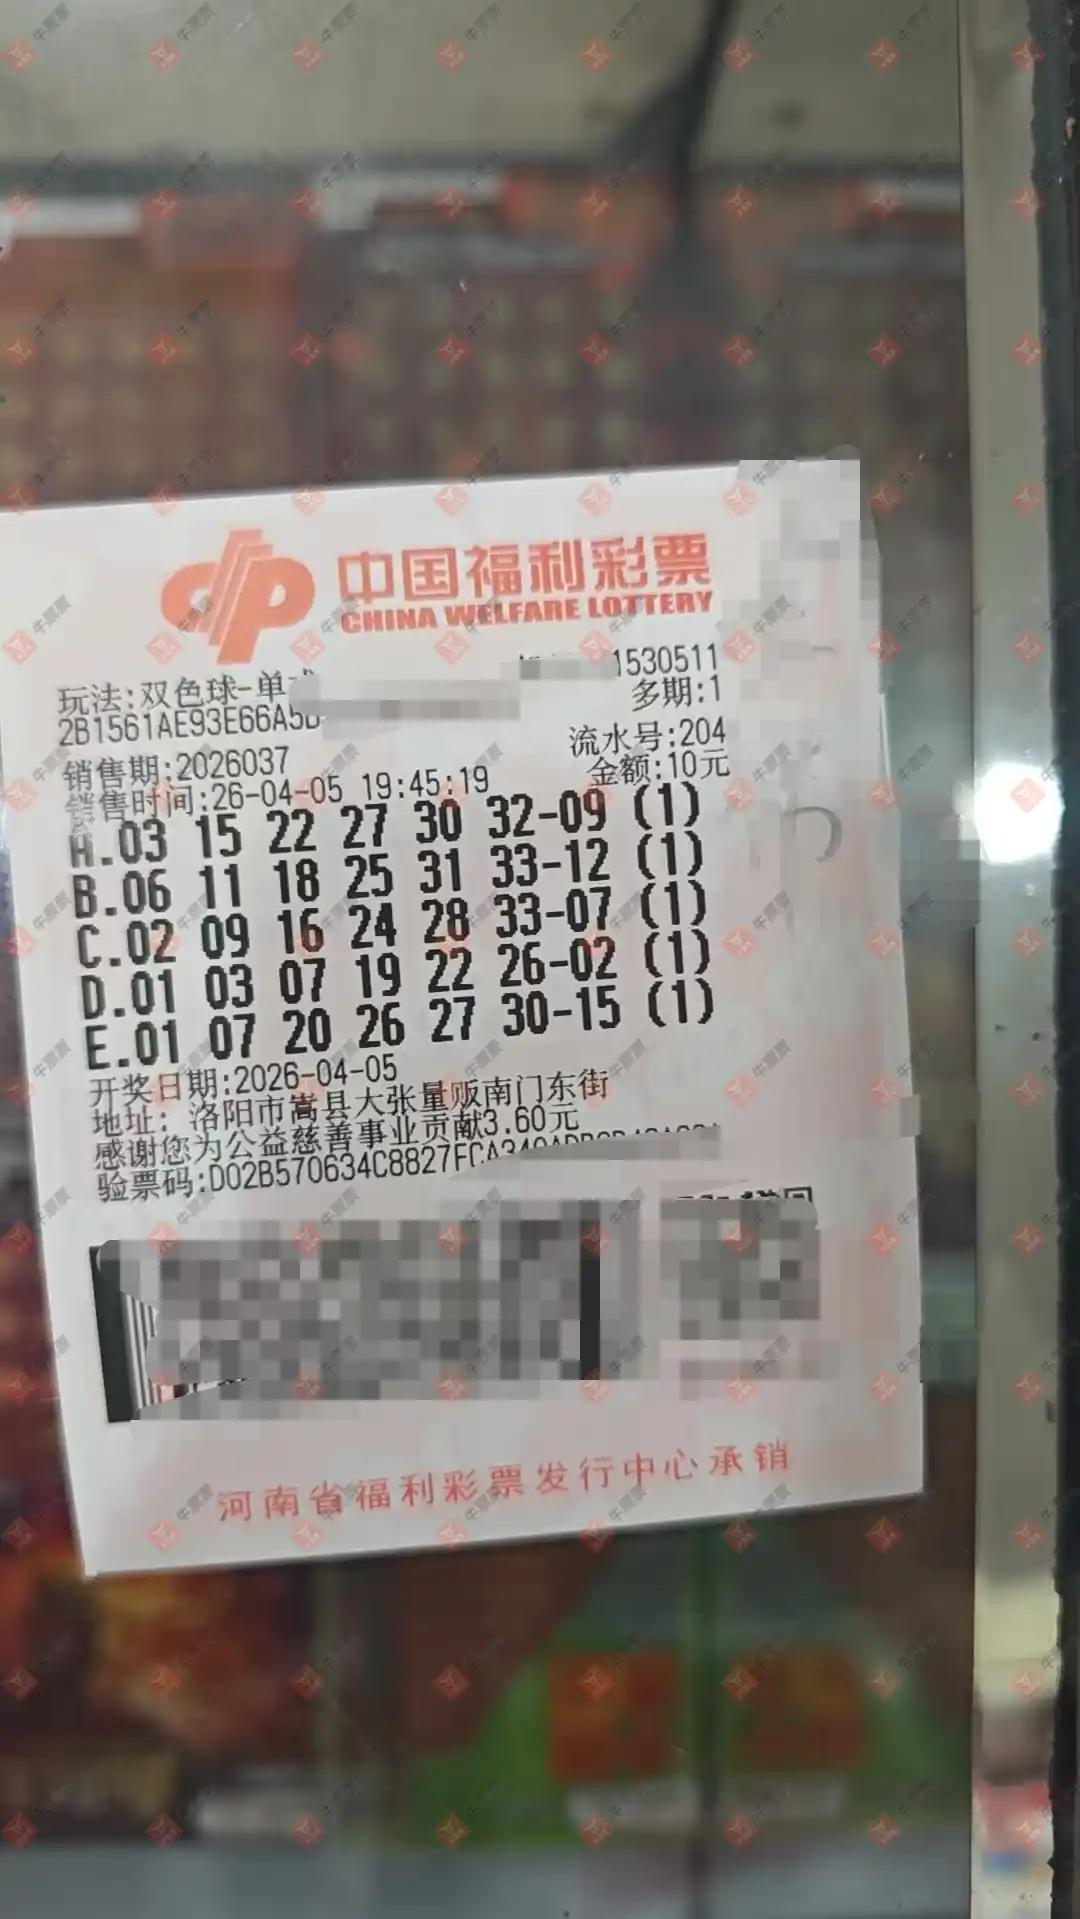 中国福利彩票
CHINA WELFARE LOTTERY
1530511
玩法:双色球-单式
多期:1
2B1561AE93E66A5D
流水号:204
销售期:2026037
金额:10元
销售时间:26-04-05 19:45:19
A.03 15 22 27 30 32-09 (1)
B.06 11 18 25 31 33-12 (1)
C.02 09 16 24 28 33-07 (1)
D.01 03 07 19 22 26-02 (1)
E.01 07 20 26 27 30-15 (1)
开奖日期:2026-04-05
地址: 洛阳市嵩县大张量贩南门东街
感谢您为公益慈善事业贡献3.60元
验票码:D02B570634C8827FCA
河南省福利彩票发行中心承销
牛票票